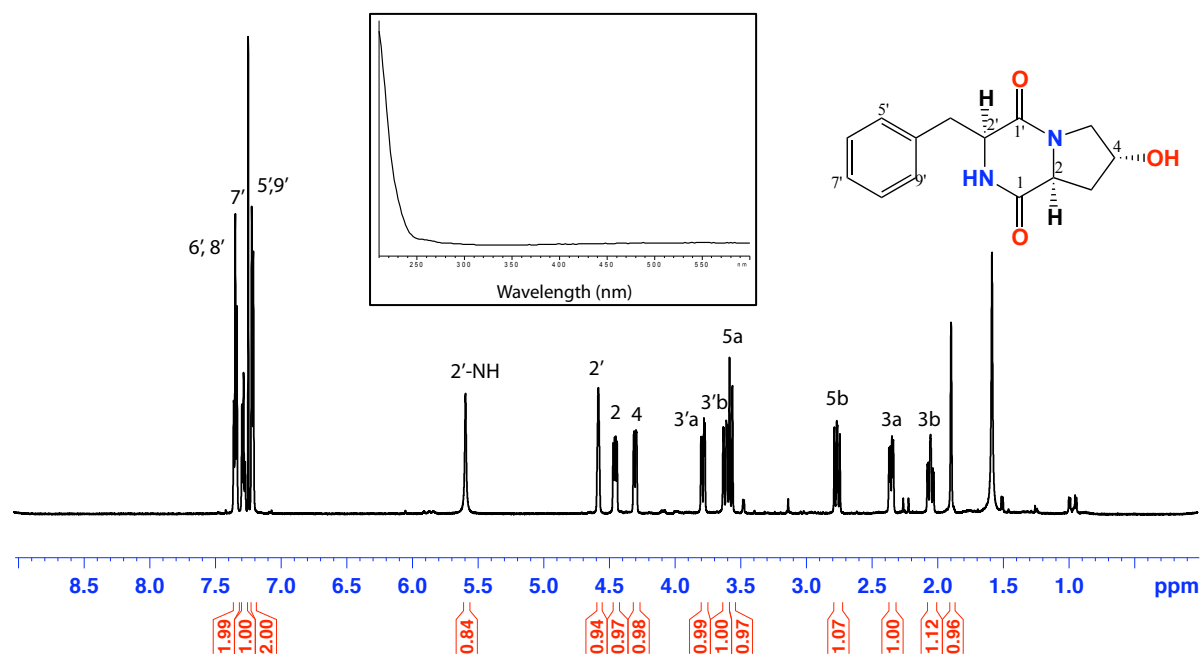 O
H
5'
2'
1'
N
4
OH
7'
9'
HN
1
2
H
O
250 300 350 400 450 500 550 nm
Wavelength (nm)
6', 8'
7'
5',9'
2'-NH
2'
2
4
3'a
3'b
5a
5b
3a
3b
8.5 8.0 7.5 7.0 6.5 6.0 5.5 5.0 4.5 4.0 3.5 3.0 2.5 2.0 1.5 1.0 ppm
1.99 1.00 2.00 0.84 0.94 0.97 0.98 0.99 1.00 0.97 1.07 1.00 1.12 0.96